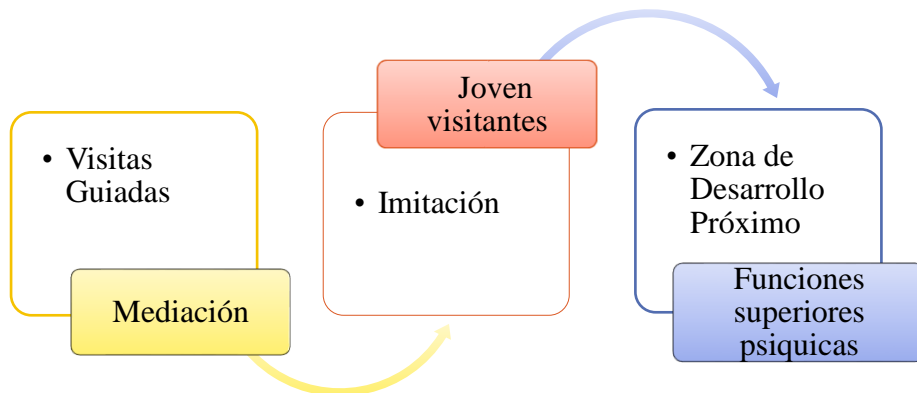 • Visitas
Guiadas
Mediación
Joven
visitantes
• Imitación
• Zona de
Desarrollo
Próximo
Funciones
superiores
psiquicas